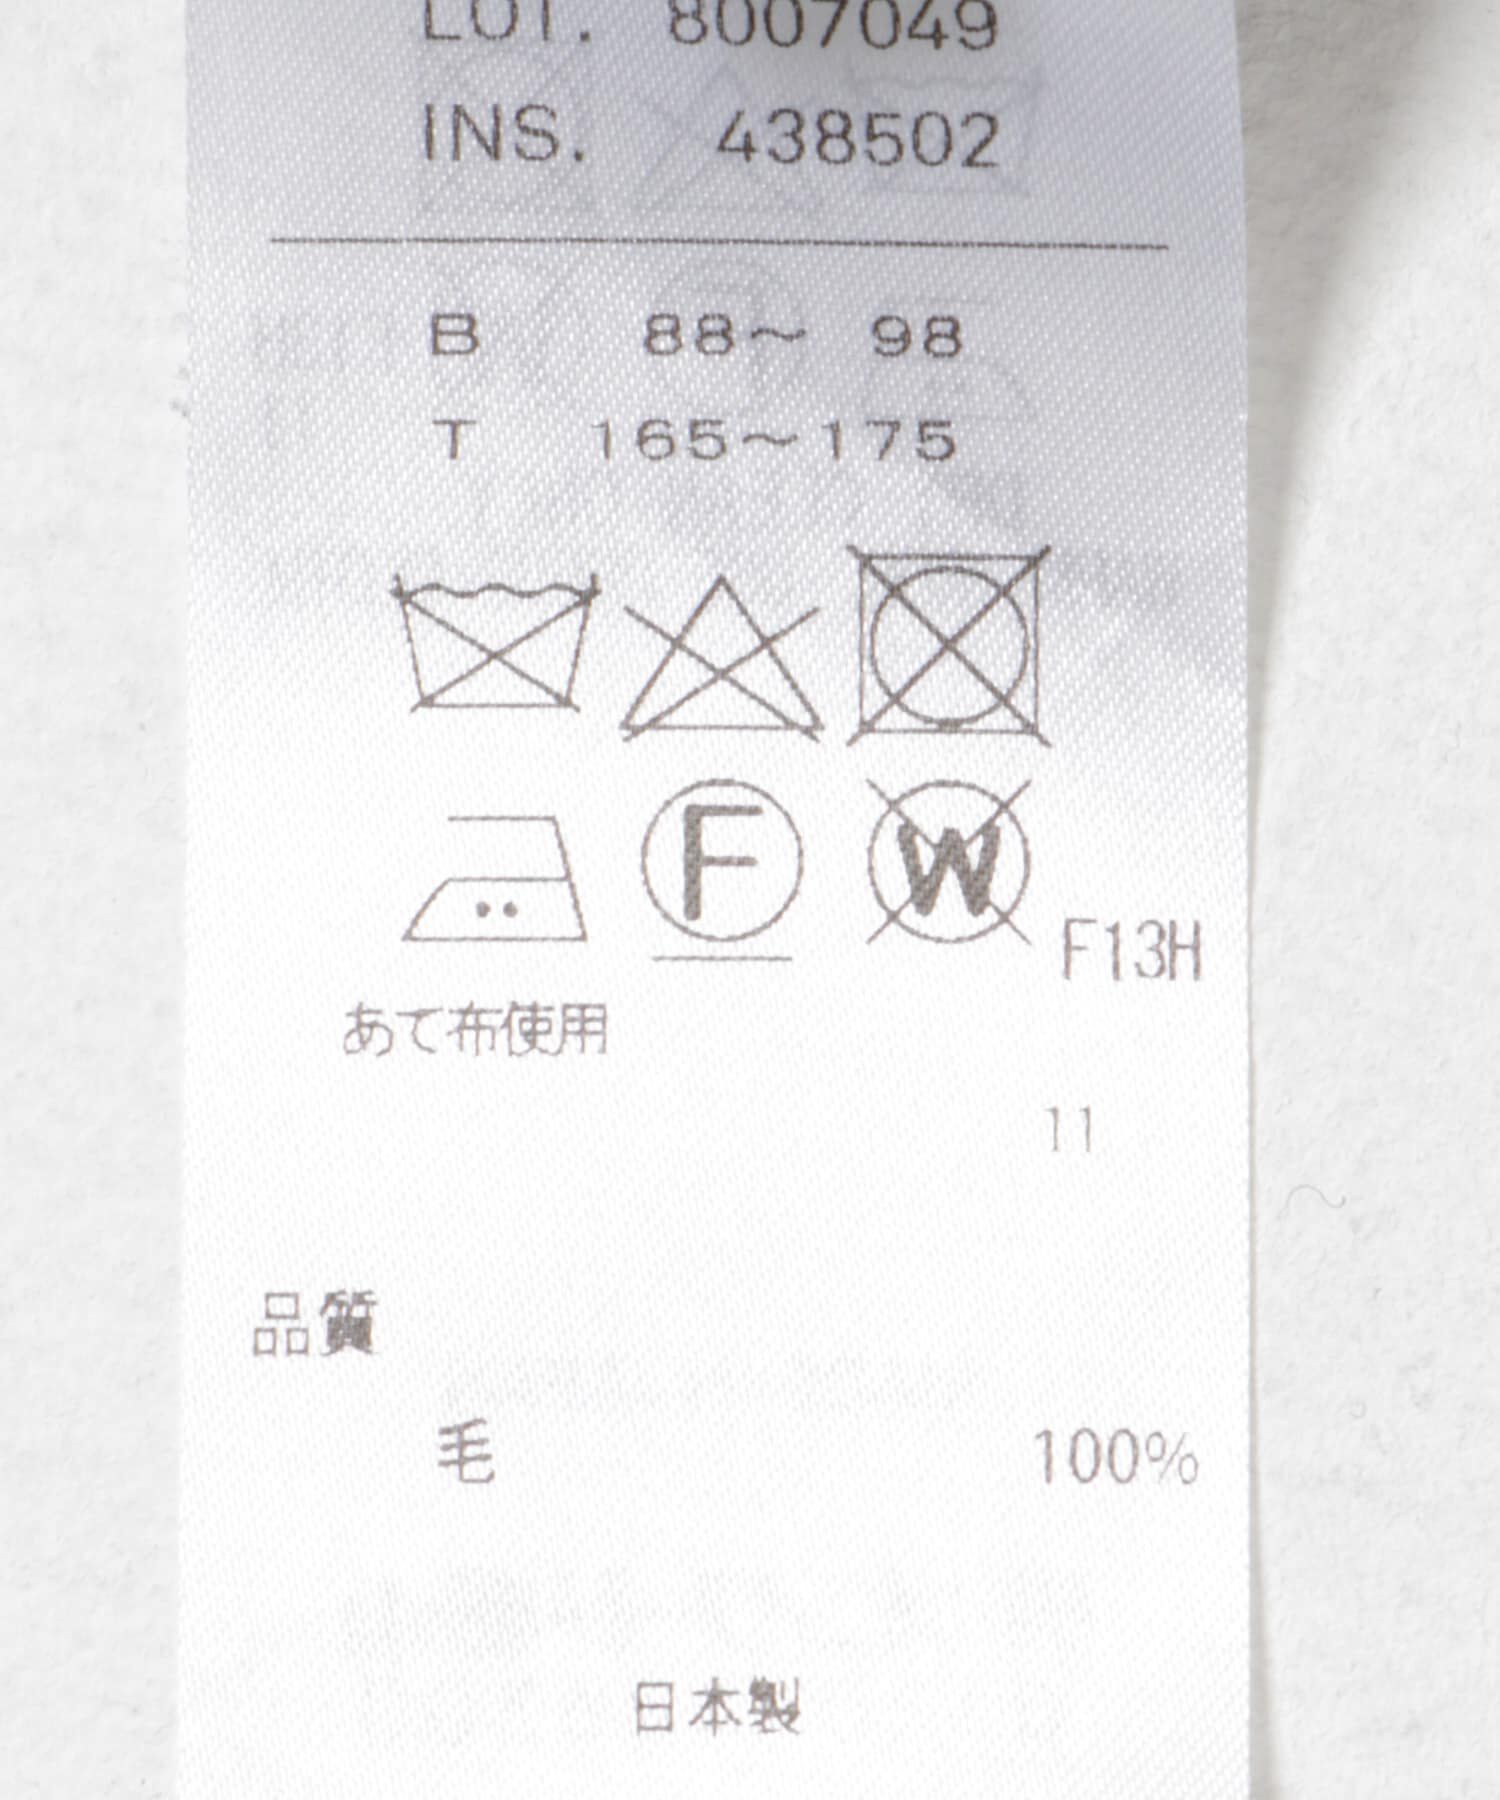 LOT. 8007049
INS. 438502
B 88～ 98
T 165～175
F W F13H
あて布使用
11
品質
毛 100%
日本製